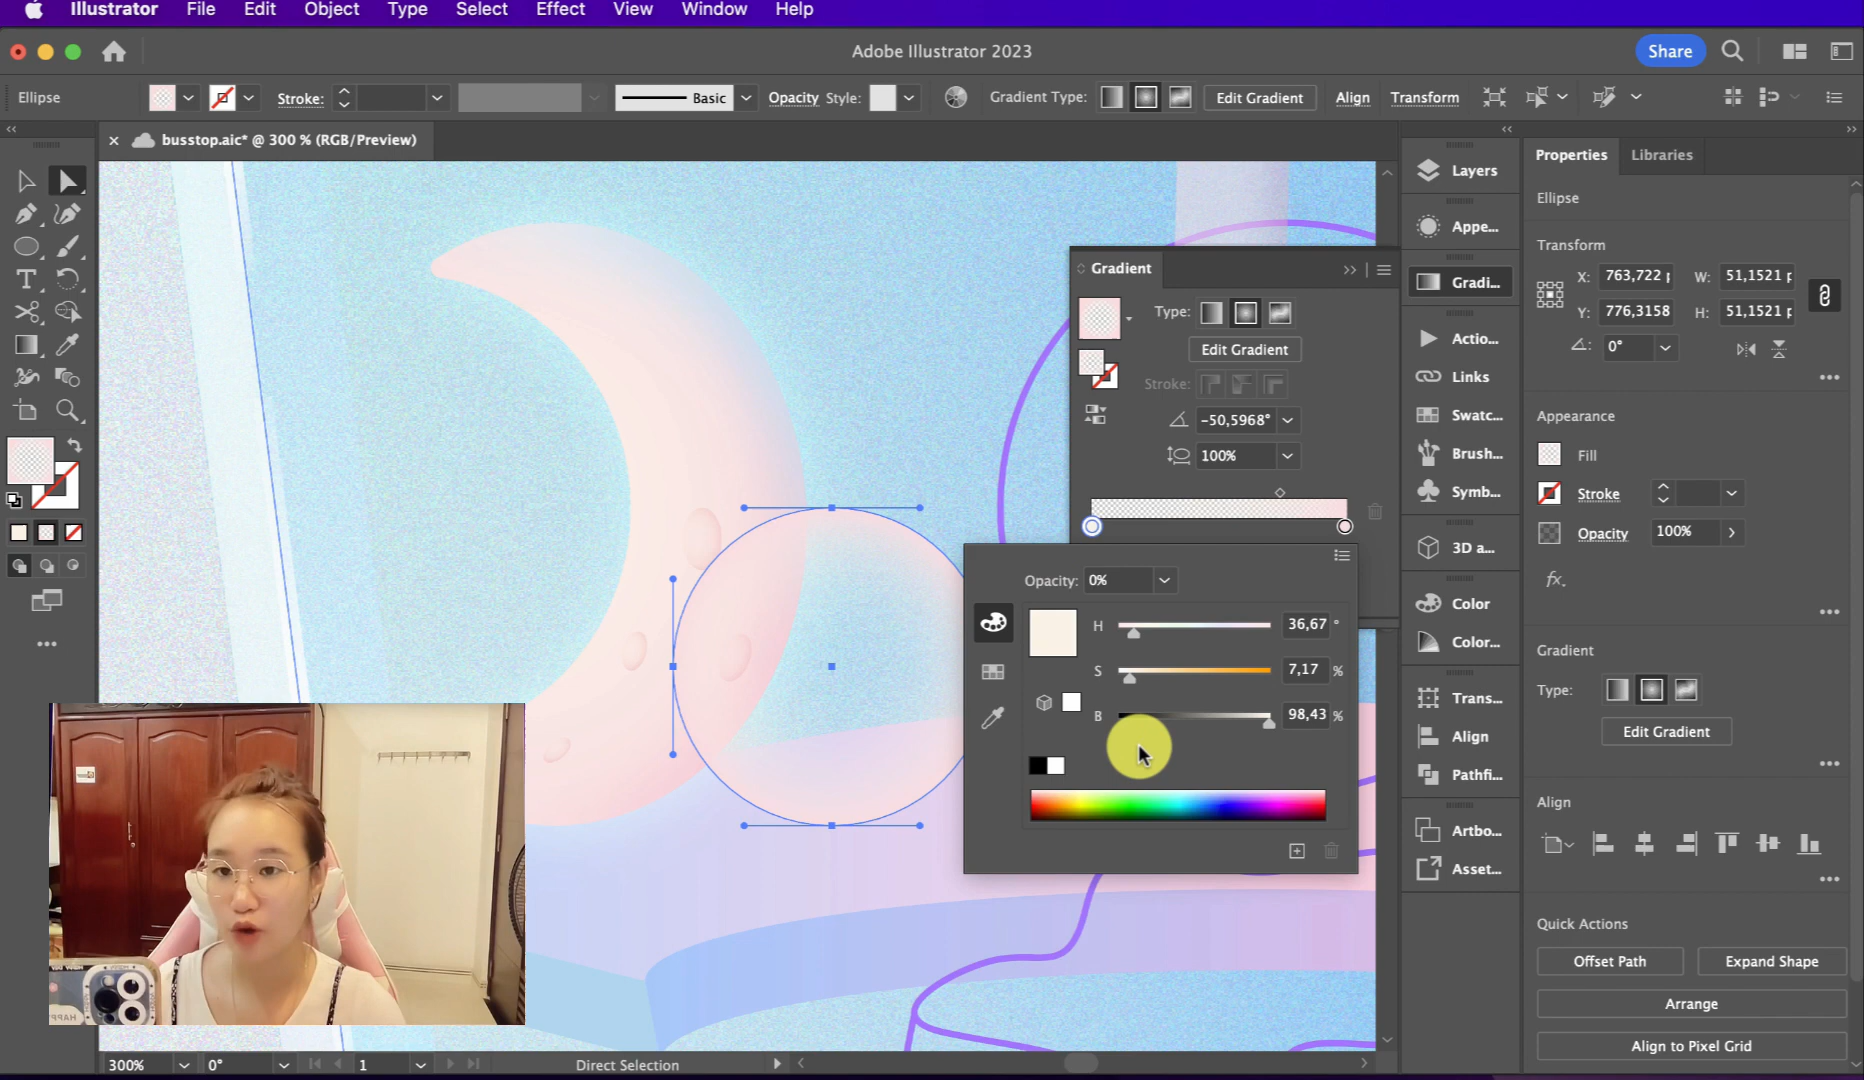 Illustrator File Edit Object Type Select Effect View Window Help
Adobe Illustrator 2023
Share
Ellipse
Stroke:
Basic
Opacity Style:
Gradient Type:
Edit Gradient
Align
Transform
busstop.aic* @ 300 % (RGB/Preview)
Gradient
Type:
Edit Gradient
Stroke:
-50,5968°
100%
Opacity: 0%
H 36,67 °
S 7,17 %
B 98,43 %
Layers
Appe...
Gradi...
Actio...
Links
Swatc...
Brush...
Symb...
3D a...
Color
Color...
Trans...
Align
Pathfi...
Artbo...
Asset...
Properties Libraries
Ellipse
Transform
X: 763,722 p W: 51,1521 p
Y: 776,3158 H: 51,1521 p
0°
Appearance
Fill
Stroke
Opacity 100%
fx.
Gradient
Type:
Edit Gradient
Align
Quick Actions
Offset Path
Expand Shape
Arrange
Align to Pixel Grid
300% 0° 1 Direct Selection